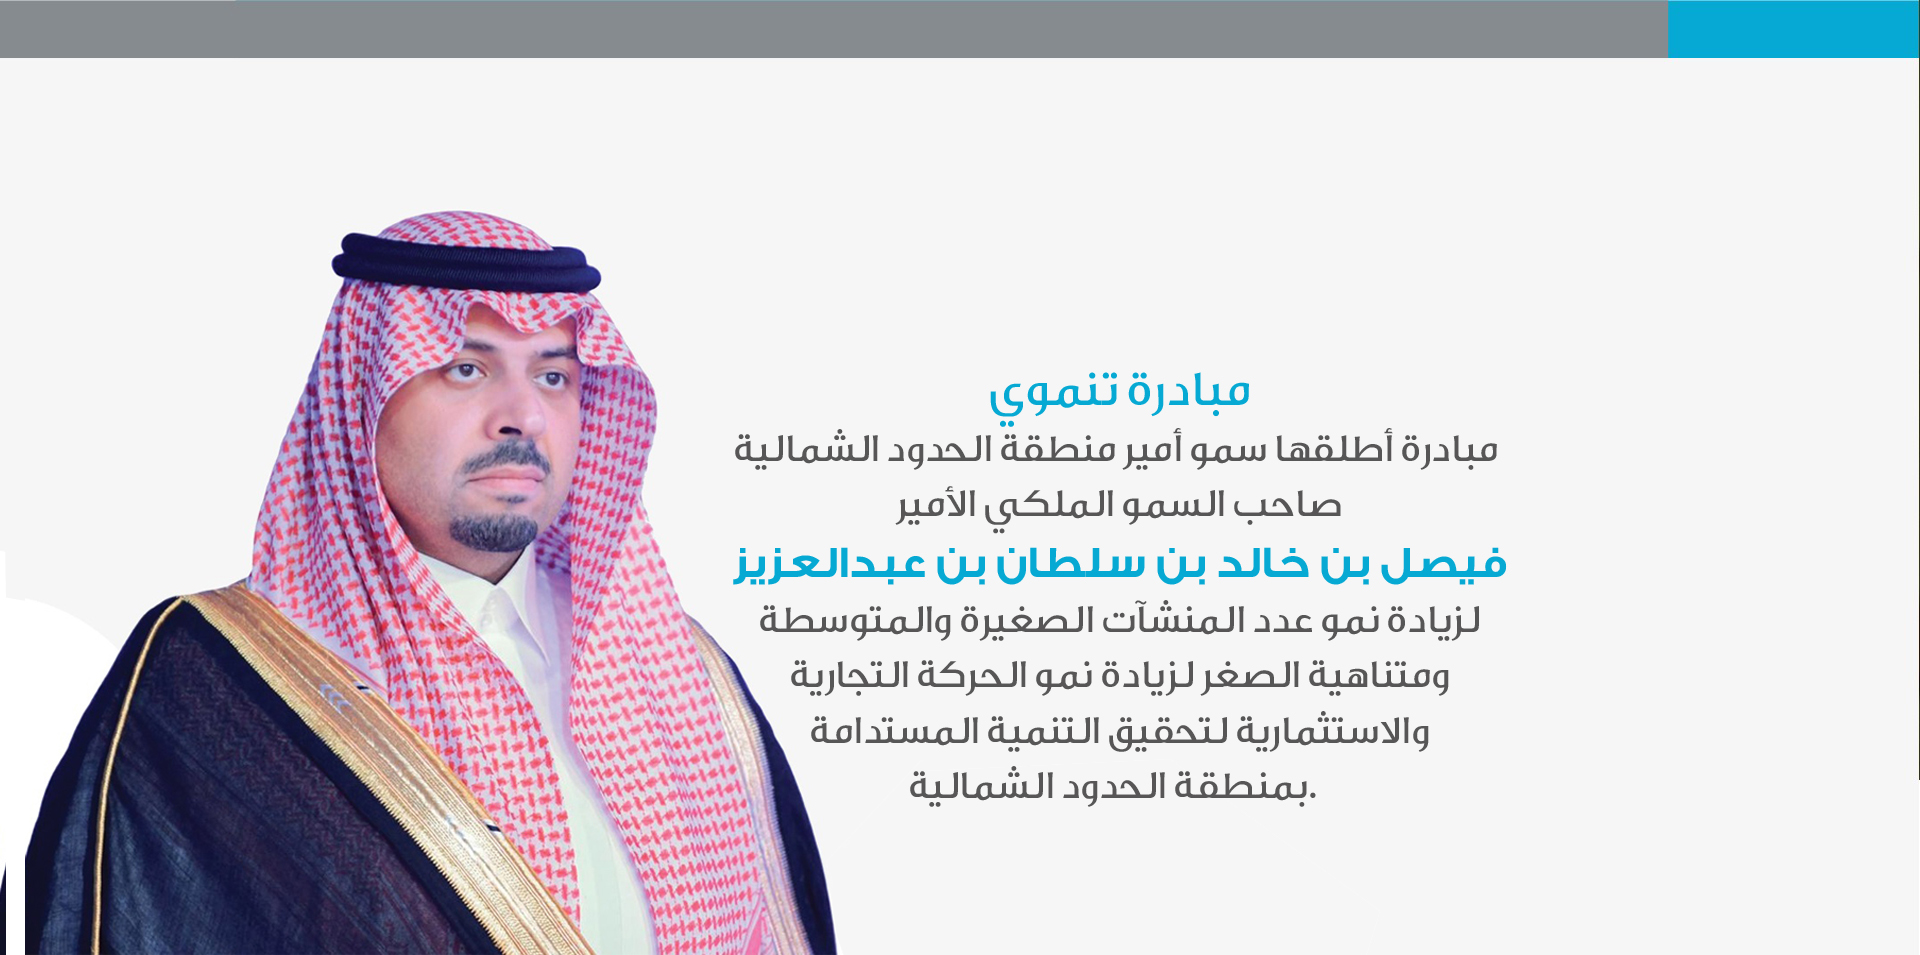 مبادرة تنموي
مبادرة أطلقها سمو أمير منطقة الحدود الشمالية
صاحب السمو الملكي الأمير
فيصل بن خالد بن سلطان بن عبدالعزيز
لزيادة نمو عدد المنشآت الصغيرة والمتوسطة
ومتناهية الصغر لزيادة نمو الحركة التجارية
والاستثمارية لتحقيق التنمية المستدامة
.بمنطقة الحدود الشمالية